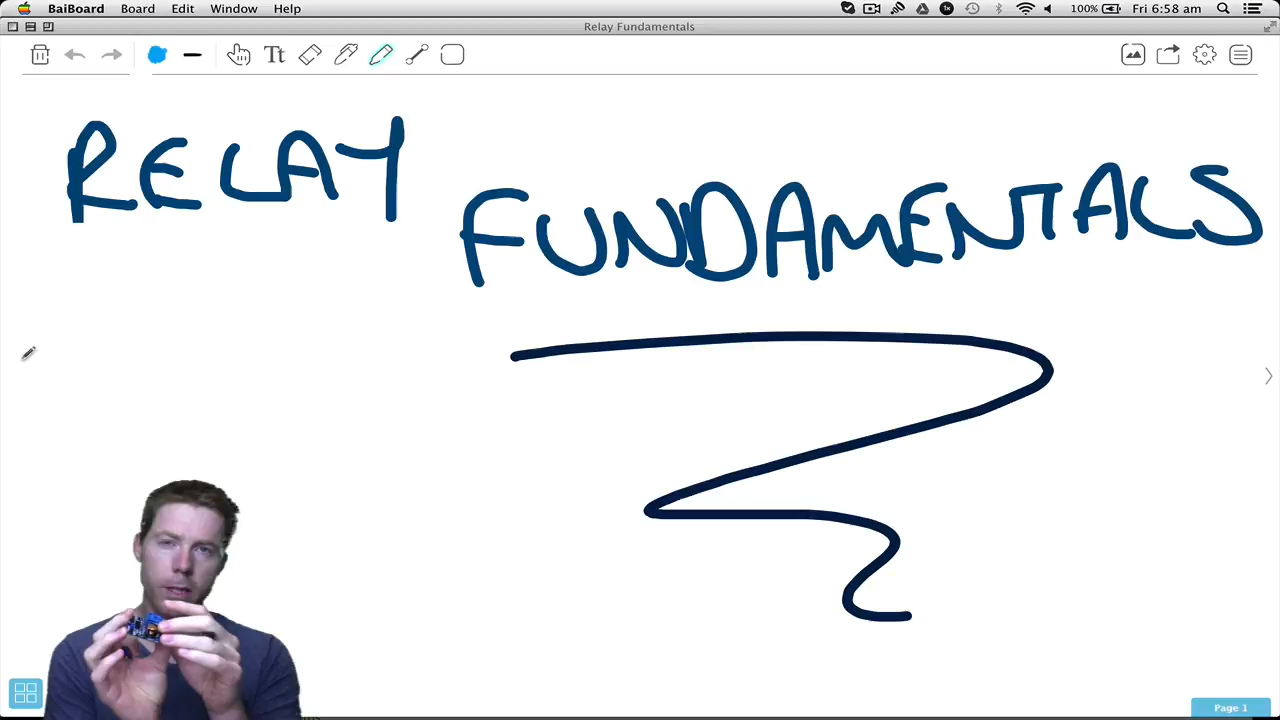 BaiBoard Board Edit Window Help 100% Fri 6:58 am
Relay Fundamentals
Tt
RELAY
FUNDAMENTALS
Page 1